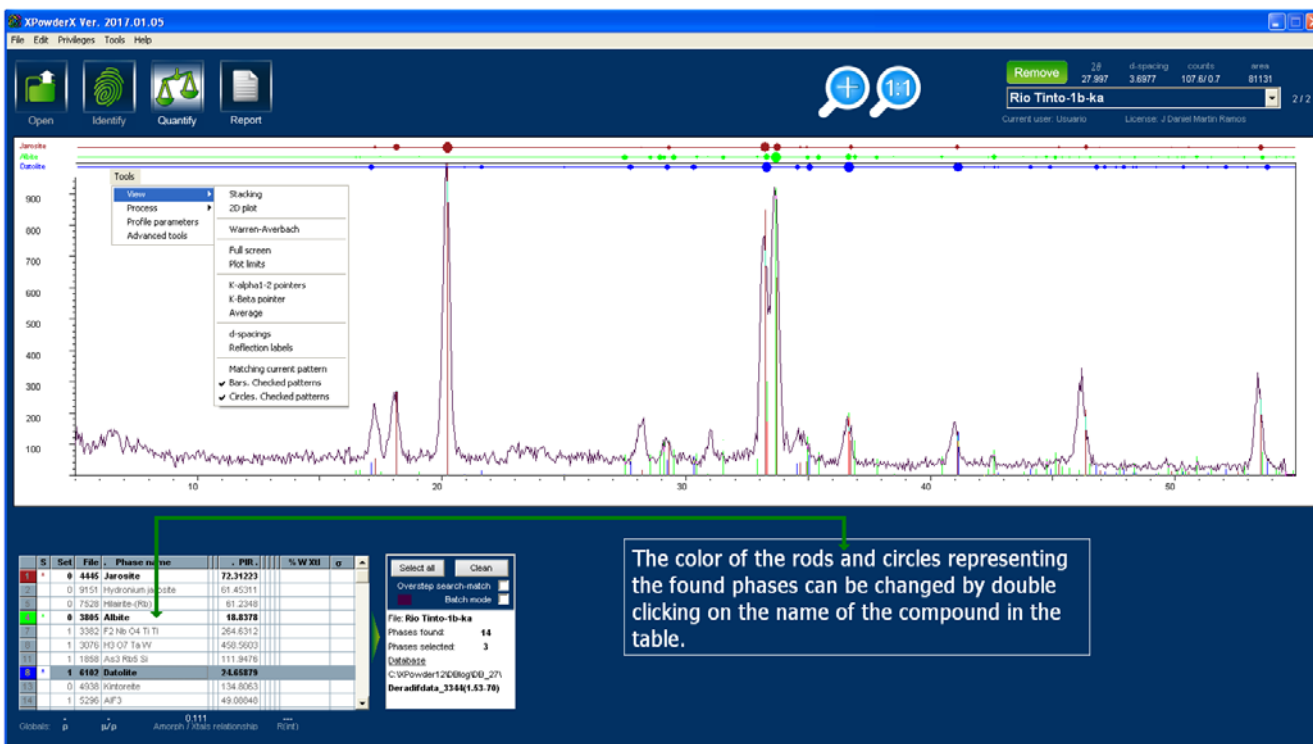 XPowderX Ver. 2017.01.05
File Edit Privileges Tools Help
Open Identify Quantify Report
1:1
Remove
2θ d-spacing counts area
27.997 3.6977 107.6/0.7 81131
Rio Tinto-1b-ka 2/2
Current user: Usuario License: J Daniel Martin Ramos
Jarosite
Albite
Datolite
Tools
View
Process
Profile parameters
Advanced tools
Stacking
2D plot
Warren-Averbach
Full screen
Plot limits
K-alpha1-2 pointers
K-Beta pointer
Average
d-spacings
Reflection labels
Matching current pattern
Bars. Checked patterns
Circles. Checked patterns
900
800
700
600
500
400
300
200
100
10 20 30 40 50
S Set File . Phase name . PIR. % W Xtl σ
1 * 0 4445 Jarosite 72.31223
2 0 9151 Hydronium jarosite 61.45311
5 0 7528 Hilairite-(Rb) 61.2348
4 * 0 3805 Albite 18.8378
7 1 3382 F2 Nb O4 Ti Tl 264.6312
6 1 3076 H3 O7 Ta W 458.5603
11 1 1858 As3 Rb5 Si 111.9476
8 * 1 6102 Datolite 24.65879
13 0 4938 Kintoreite 134.8053
14 1 5296 AlF3 49.00848
Globals: ρ - μ/ρ - Amorph / Xtals relationship 0.111 R(int) ---
Select all Clean
Overstep search-match
Batch mode
File: Rio Tinto-1b-ka
Phases found: 14
Phases selected: 3
Database
C:\XPowder12\DBlog\DB_27\
Deradifdata_3344(1.53-70)
The color of the rods and circles representing
the found phases can be changed by double
clicking on the name of the compound in the
table.